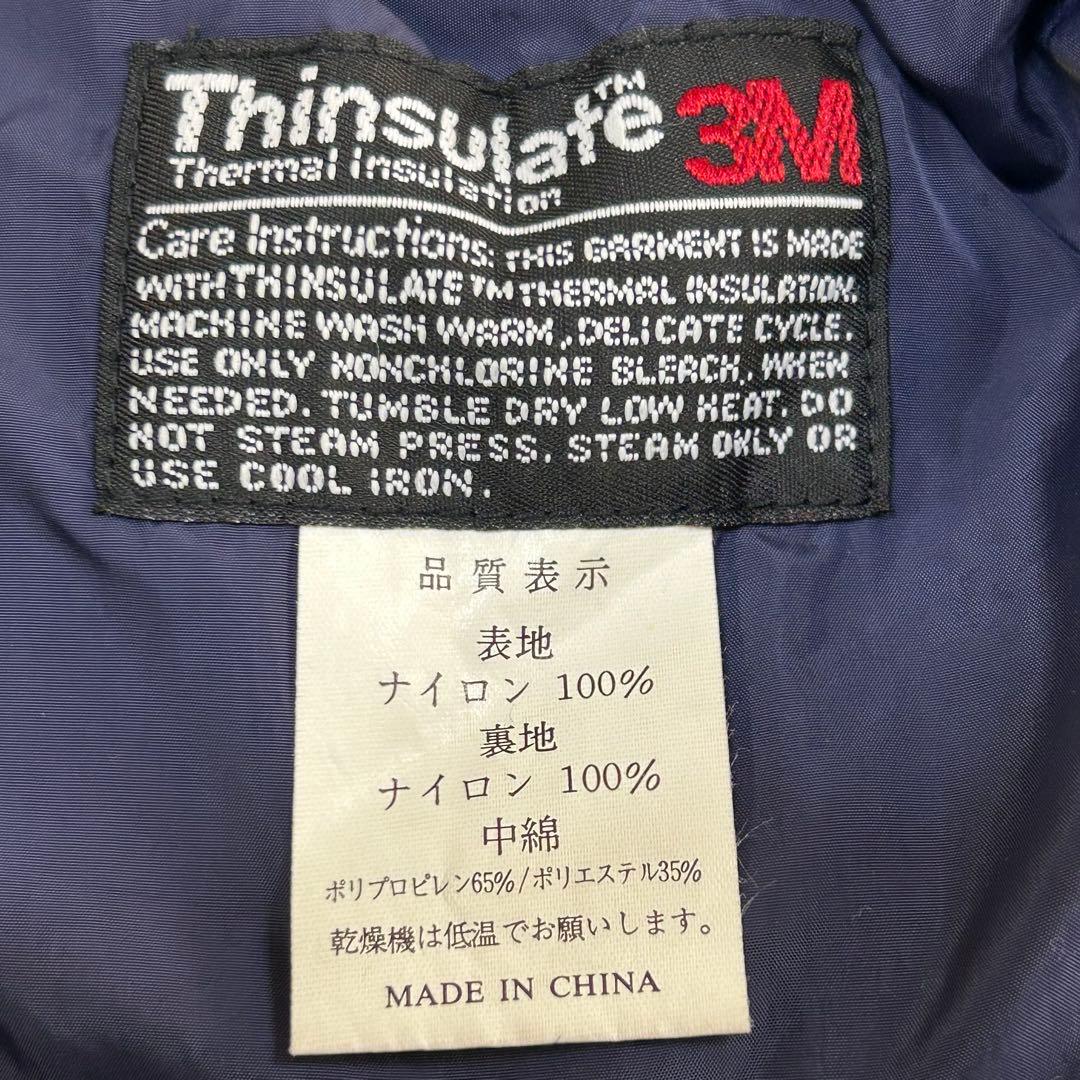 Thinsulate™ 3M
Thermal Insulation
Care Instructions: THIS GARMENT IS MADE
WITH THINSULATE™ THERMAL INSULATION.
MACHINE WASH WARM, DELICATE CYCLE.
USE ONLY NONCHLORINE BLEACH, WHEN
NEEDED. TUMBLE DRY LOW HEAT. DO
NOT STEAM PRESS. STEAM ONLY OR
USE COOL IRON.
品質表示
表地
ナイロン 100%
裏地
ナイロン 100%
中綿
ポリプロピレン65%/ポリエステル35%
乾燥機は低温でお願いします。
MADE IN CHINA